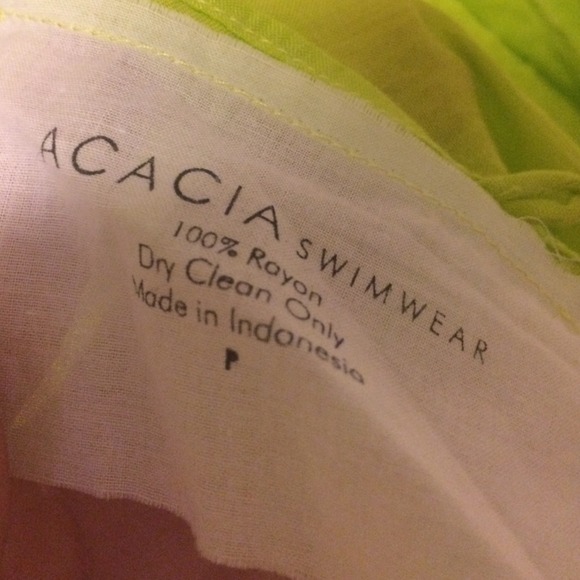 ACACIA SWIMWEAR
100% Rayon
Dry Clean Only
Made in Indonesia
P